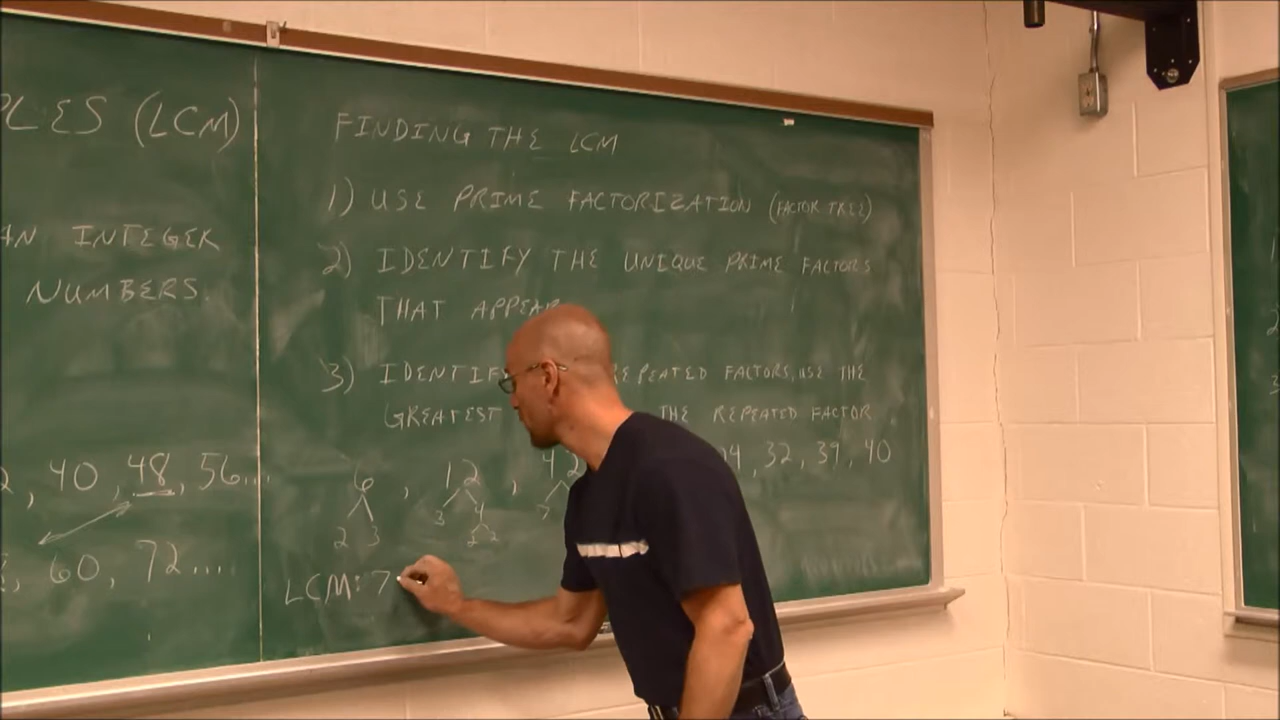 (LCM)
AN INTEGER
NUMBERS.
, 40, 48, 56...
, 60, 72....
FINDING THE LCM
1) USE PRIME FACTORIZATION (FACTOR TREE)
2) IDENTIFY THE UNIQUE PRIME FACTORS
THAT APPEAR
3) IDENTIFY REPEATED FACTORS, USE THE
GREATEST THE REPEATED FACTOR
6, 12, 42
32, 39, 40
2 3 3 4 7
2 2
LCM: 7